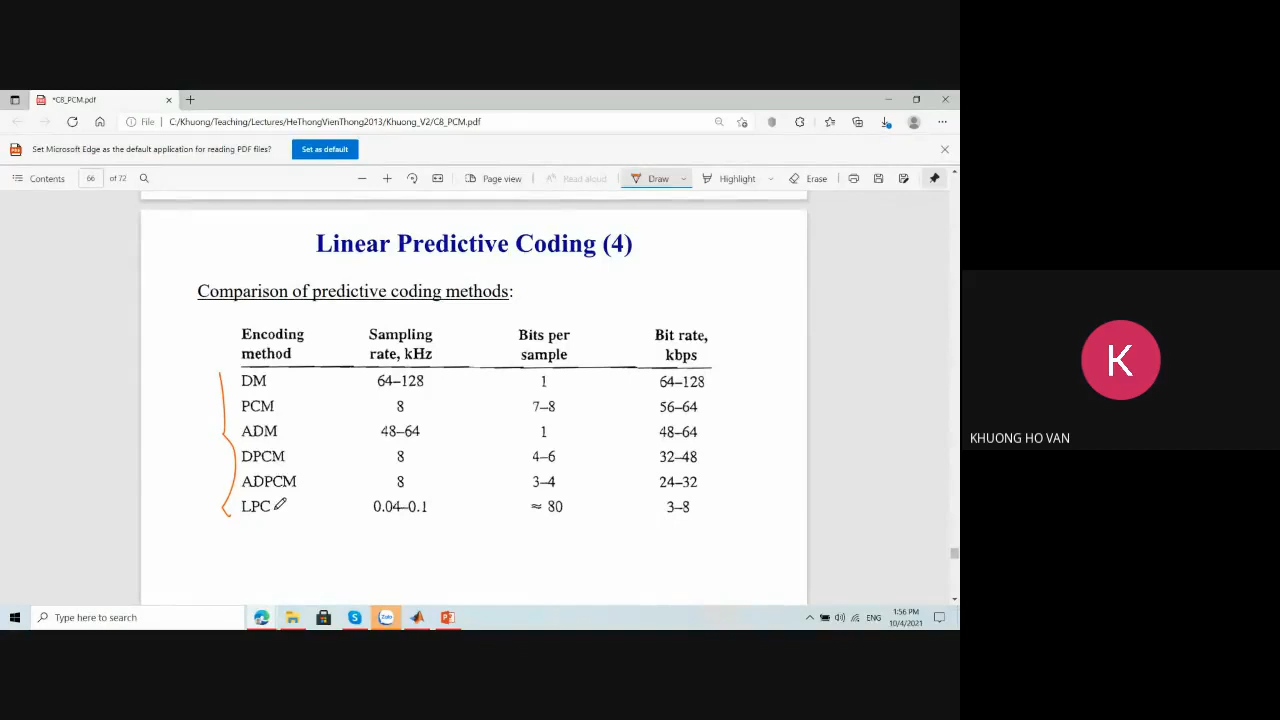 *C8_PCM.pdf
File
C:/Khuong/Teaching/Lectures/HeThongVienThong2013/Khuong_V2/C8_PCM.pdf
Set Microsoft Edge as the default application for reading PDF files?
Set as default
Contents 66 of 72 Page view Read aloud Draw Highlight Erase
Linear Predictive Coding (4)
Comparison of predictive coding methods:
Encoding method Sampling rate, kHz Bits per sample Bit rate, kbps
DM 64–128 1 64–128
PCM 8 7–8 56–64
ADM 48–64 1 48–64
DPCM 8 4–6 32–48
ADPCM 8 3–4 24–32
LPC 0.04–0.1 ≈ 80 3–8
K
KHUONG HO VAN
Type here to search
Zalo
ENG
1:56 PM
10/4/2021